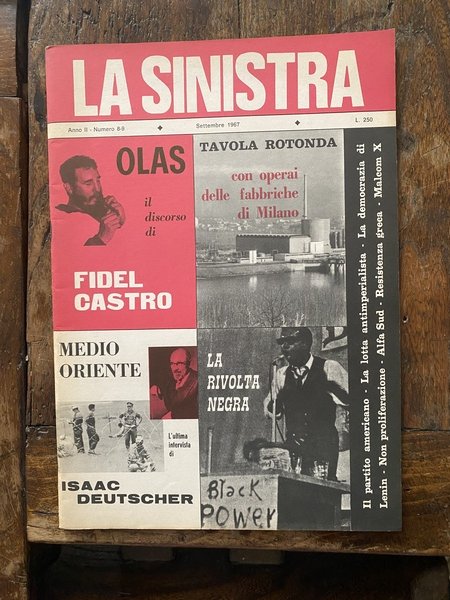 LA SINISTRA
Anno II - Numero 8-9 Settembre 1967 L. 250
OLAS
il
discorso
di
FIDEL
CASTRO
TAVOLA ROTONDA
con operai
delle fabbriche
di Milano
MEDIO
ORIENTE
L'ultima
intervista
di
ISAAC
DEUTSCHER
LA
RIVOLTA
NEGRA
Black
POWER
Il partito americano - La lotta antimperialista - La democrazia di
Lenin - Non proliferazione - Alfa Sud - Resistenza greca - Malcom X